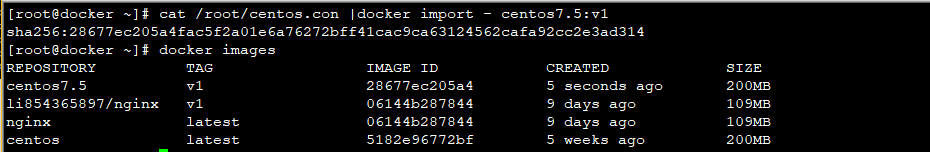 [root@docker ~]# cat /root/centos.con |docker import - centos7.5:v1
sha256:28677ec205a4fac5f2a01e6a76272bff41cac9ca63124562cafa92cc2e3ad314
[root@docker ~]# docker images
REPOSITORY TAG IMAGE ID CREATED SIZE
centos7.5 v1 28677ec205a4 5 seconds ago 200MB
li854365897/nginx v1 06144b287844 9 days ago 109MB
nginx latest 06144b287844 9 days ago 109MB
centos latest 5182e96772bf 5 weeks ago 200MB